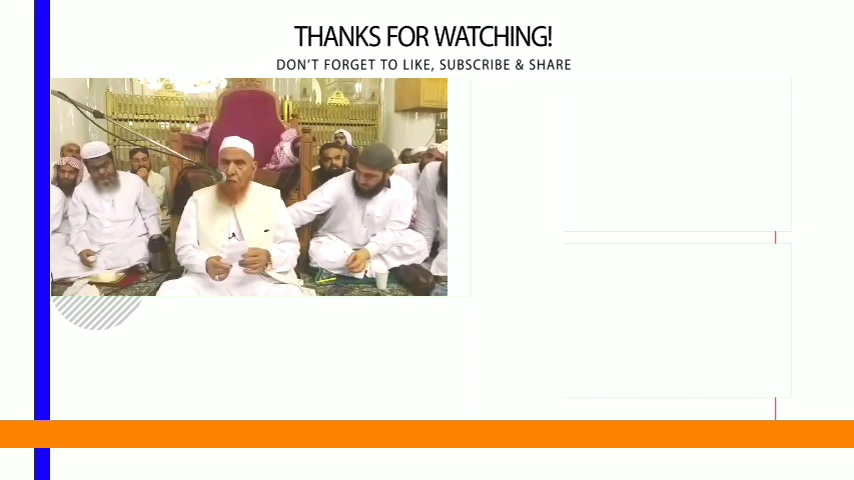 THANKS FOR WATCHING!
DON'T FORGET TO LIKE, SUBSCRIBE & SHARE